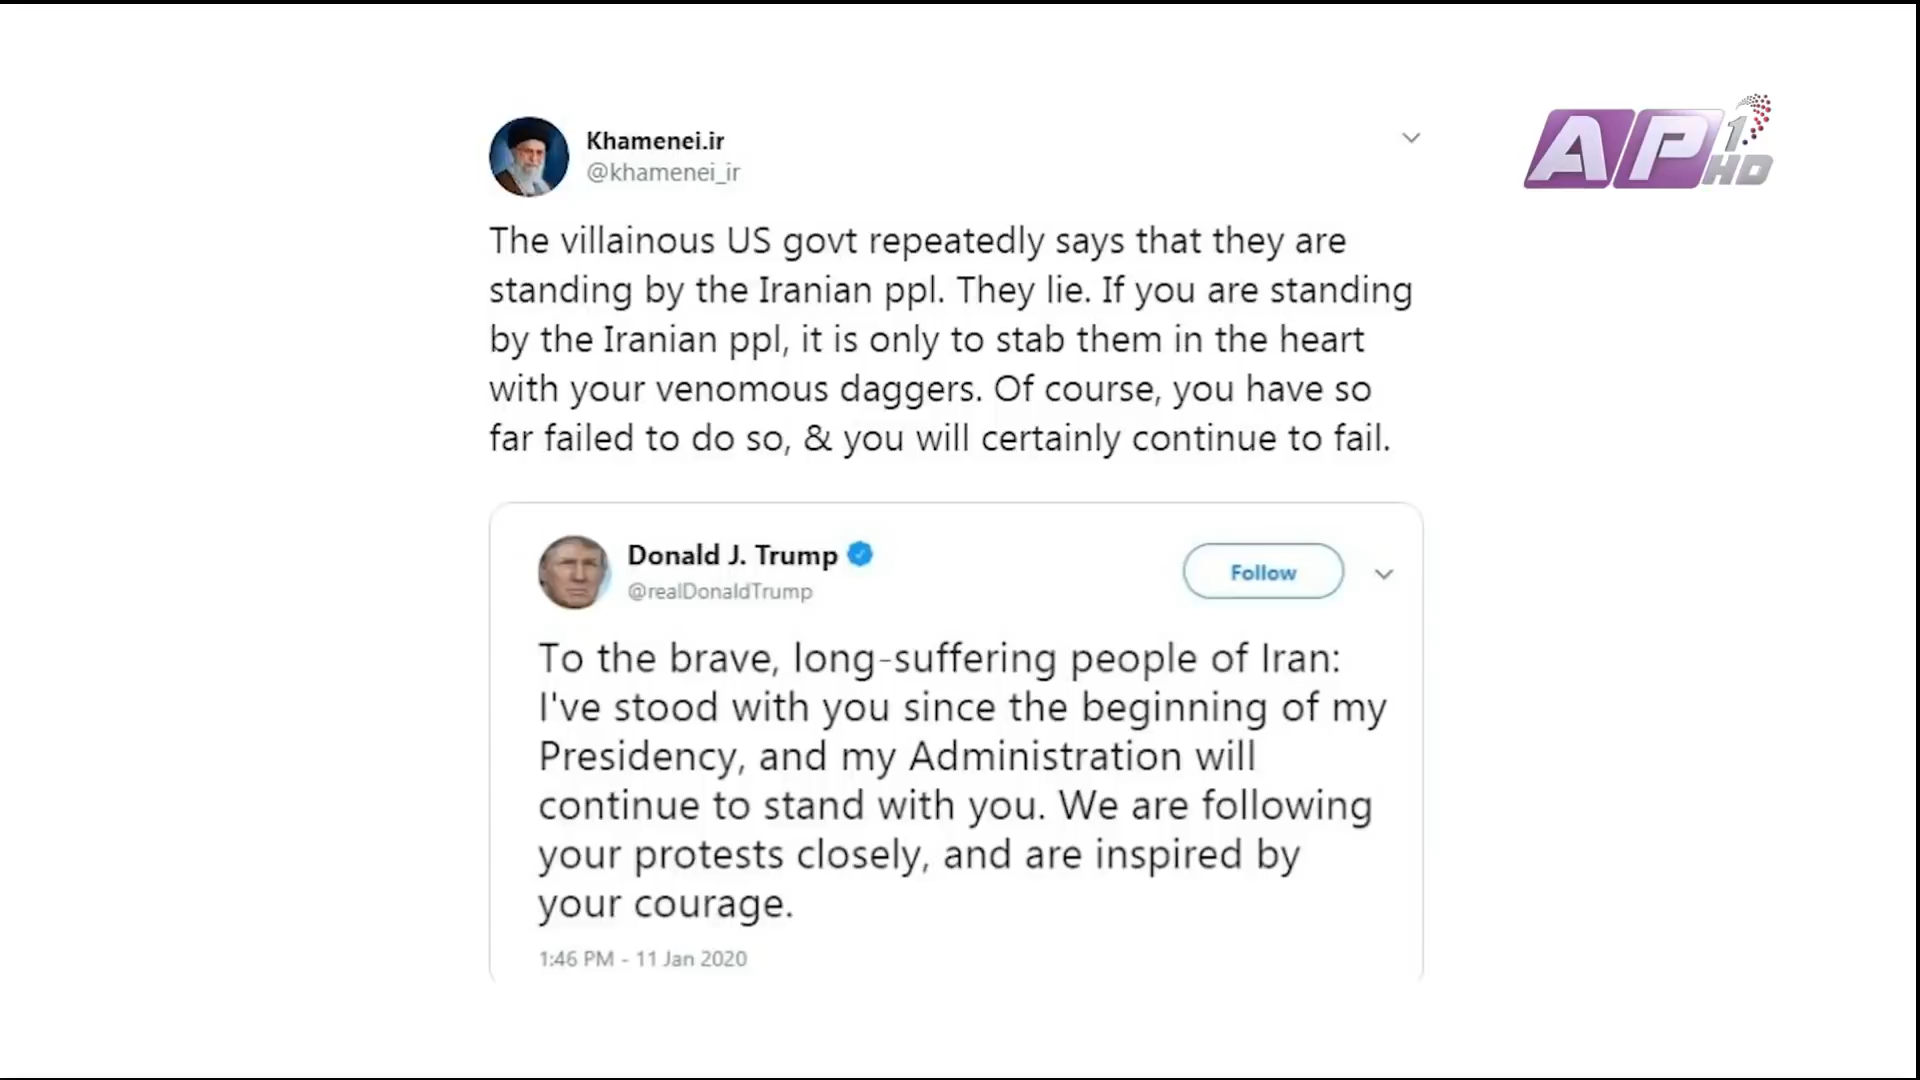 Khamenei.ir
@khamenei_ir
The villainous US govt repeatedly says that they are
standing by the Iranian ppl. They lie. If you are standing
by the Iranian ppl, it is only to stab them in the heart
with your venomous daggers. Of course, you have so
far failed to do so, & you will certainly continue to fail.
Donald J. Trump
@realDonaldTrump
Follow
To the brave, long-suffering people of Iran:
I've stood with you since the beginning of my
Presidency, and my Administration will
continue to stand with you. We are following
your protests closely, and are inspired by
your courage.
1:46 PM - 11 Jan 2020
AP1 HD